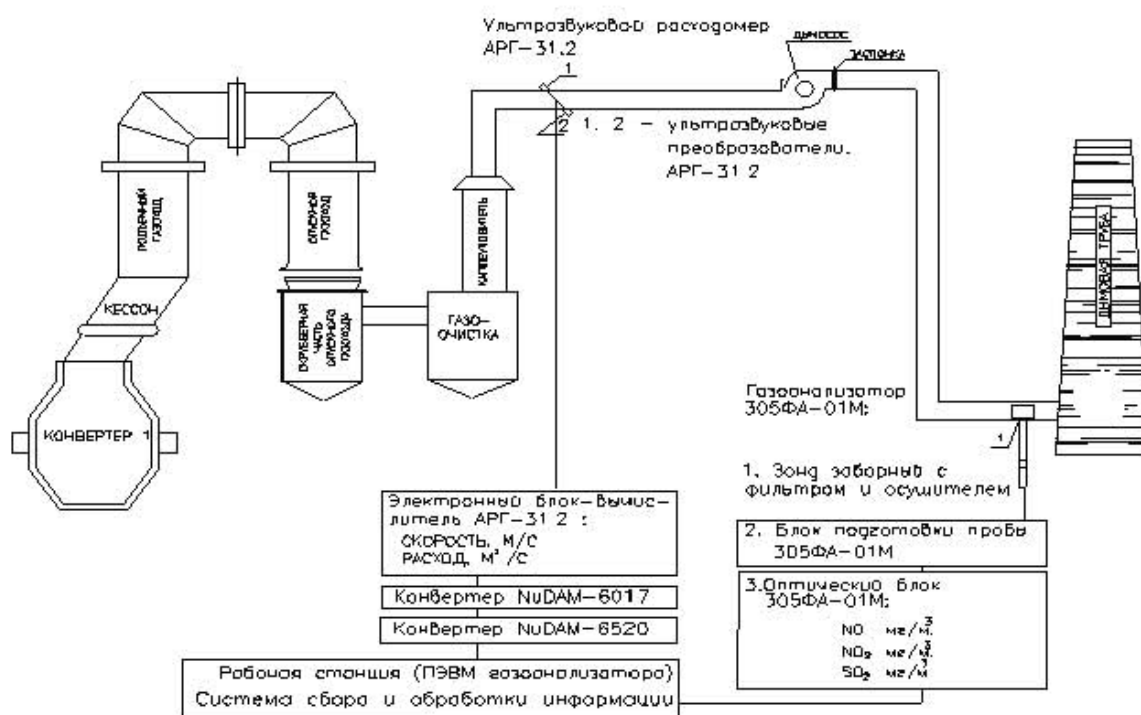 Ультразвуковой расходомер
АРГ-31.2
1
ДЫМОСОС
ЗАСЛОНКА
2
1. 2 - ультразвуковые
преобразователи.
АРГ-31 2
ПОДЪЕМНЫЙ
ГАЗОХОД
ОПУСКНОЙ
ГАЗОХОД
КАПЛЕУЛОВИТЕЛЬ
ДЫМОВАЯ ТРУБА
КЕССОН
СКРУББЕРНАЯ
ЧАСТЬ
ОПУСКНОГО
ГАЗОХОДА
ГАЗО-
ОЧИСТКА
КОНВЕРТЕР 1
Газоанализатор
305ФА-01М:
1
1. Зонд заборный с
фильтром и осушителем
Электронный блок-вычис-
литель АРГ-31 2 :
СКОРОСТЬ, М/С
РАСХОД, М³/С
2. Блок подготовки пробы
305ФА-01М
Конвертер NuDAM-6017
3.Оптический блок
305ФА-01М:
Конвертер NuDAM-6520
NO мг/м³
NO₂ мг/м³
SO₂ мг/м³
Рабочая станция (ПЭВМ газоанализатора)
Система сбора и обработки информации